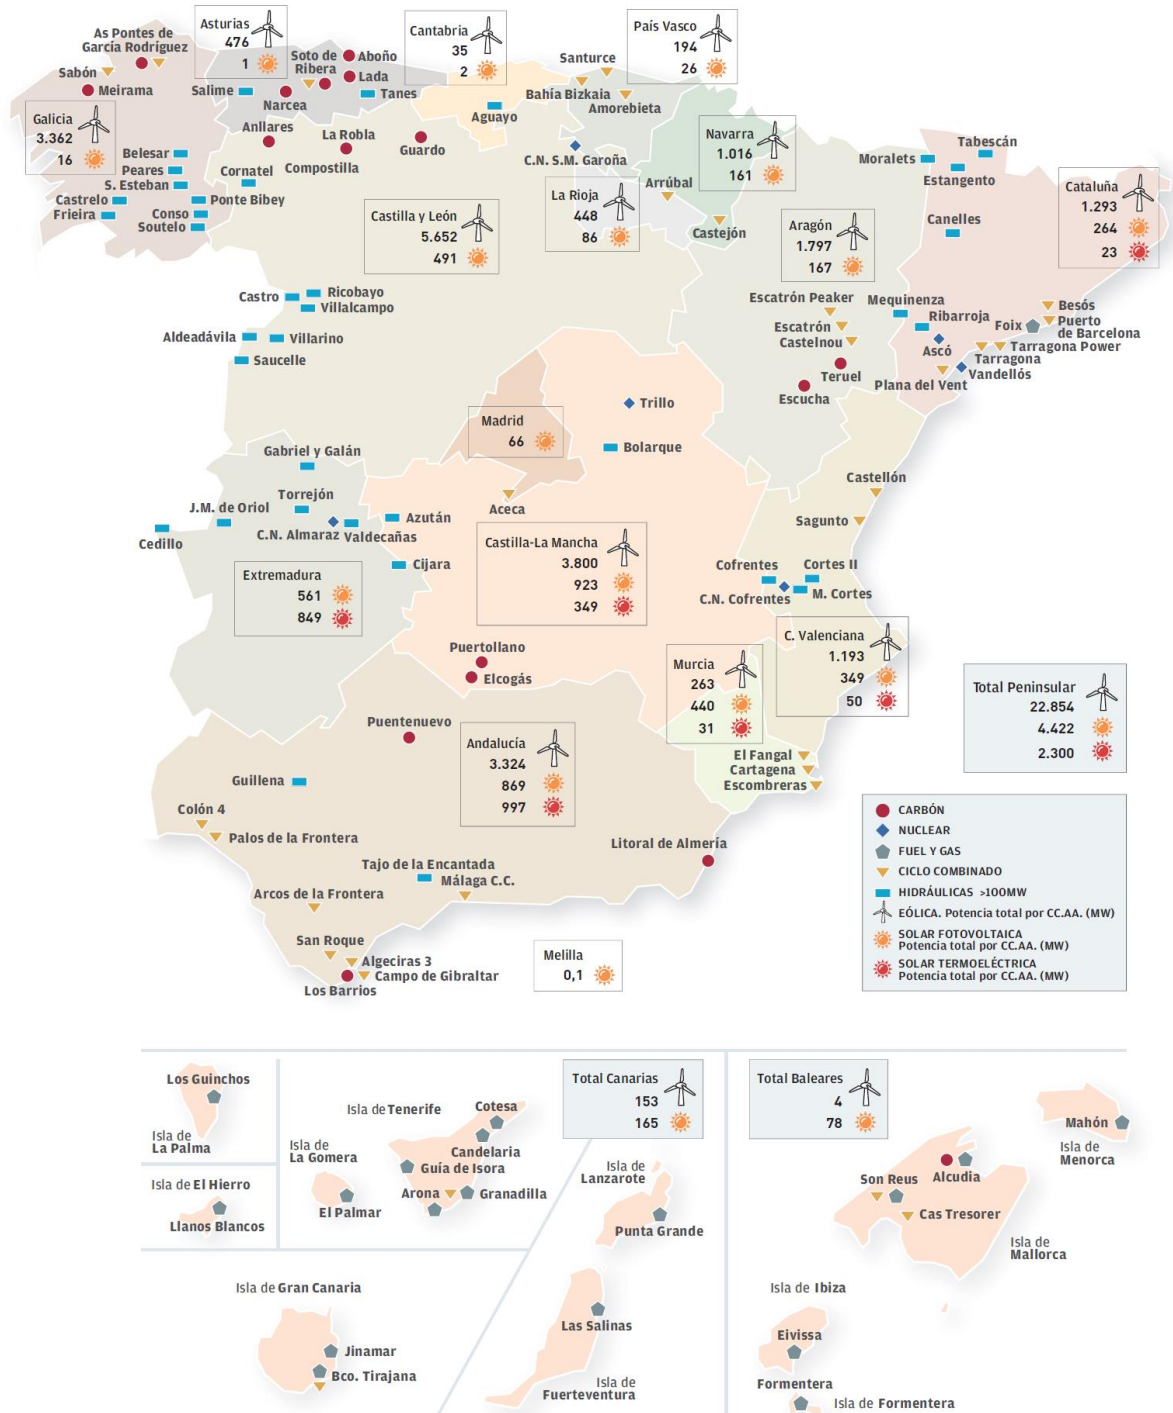 Asturias
476
1
Cantabria
35
2
País Vasco
194
26
As Pontes de
García Rodríguez
Sabón
Meirama
Soto de
Ribera
Aboño
Lada
Tanes
Salime
Narcea
Santurce
Bahía Bizkaia
Amorebieta
Aguayo
Galicia
3.362
16
Anllares
La Robla
Compostilla
Guardo
C.N. S.M. Garoña
Navarra
1.016
161
Belesar
Peares
S. Esteban
Castrelo
Frieira
Cornatel
Ponte Bibey
Conso
Soutelo
Arrúbal
Castejón
La Rioja
448
86
Castilla y León
5.652
491
Moralets
Tabescán
Estangento
Canelles
Cataluña
1.293
264
23
Aragón
1.797
167
Castro
Ricobayo
Villalcampo
Aldeadávila
Villarino
Saucelle
Escatrón Peaker
Escatrón
Castelnou
Mequinenza
Ribarroja
Besós
Foix
Puerto
de Barcelona
Ascó
Tarragona Power
Tarragona
Vandellós
Plana del Vent
Teruel
Escucha
Trillo
Madrid
66
Bolarque
Gabriel y Galán
Castellón
Torrejón
J.M. de Oriol
Aceca
Sagunto
Azután
Cedillo
C.N. Almaraz
Valdecañas
Castilla-La Mancha
3.800
923
349
Cijara
Cofrentes
Cortes II
C.N. Cofrentes
M. Cortes
Extremadura
561
849
C. Valenciana
1.193
349
50
Puertollano
Elcogás
Murcia
263
440
31
Total Peninsular
22.854
4.422
2.300
Puentenuevo
Andalucía
3.324
869
997
El Fangal
Cartagena
Escombreras
Guillena
Colón 4
Palos de la Frontera
Litoral de Almería
Tajo de la Encantada
Málaga C.C.
Arcos de la Frontera
San Roque
Algeciras 3
Campo de Gibraltar
Los Barrios
Melilla
0,1
CARBÓN
NUCLEAR
FUEL Y GAS
CICLO COMBINADO
HIDRÁULICAS >100MW
EÓLICA. Potencia total por CC.AA. (MW)
SOLAR FOTOVOLTAICA
Potencia total por CC.AA. (MW)
SOLAR TERMOELÉCTRICA
Potencia total por CC.AA. (MW)
Los Guinchos
Isla de
La Palma
Isla de El Hierro
Llanos Blancos
Isla de Tenerife
Cotesa
Candelaria
Guía de Isora
Arona
Granadilla
Isla de
La Gomera
El Palmar
Total Canarias
153
165
Isla de
Lanzarote
Punta Grande
Isla de Gran Canaria
Jinamar
Bco. Tirajana
Las Salinas
Isla de
Fuerteventura
Total Baleares
4
78
Mahón
Isla de
Menorca
Alcudia
Son Reus
Cas Tresorer
Isla de
Mallorca
Isla de Ibiza
Eivissa
Formentera
Isla de Formentera